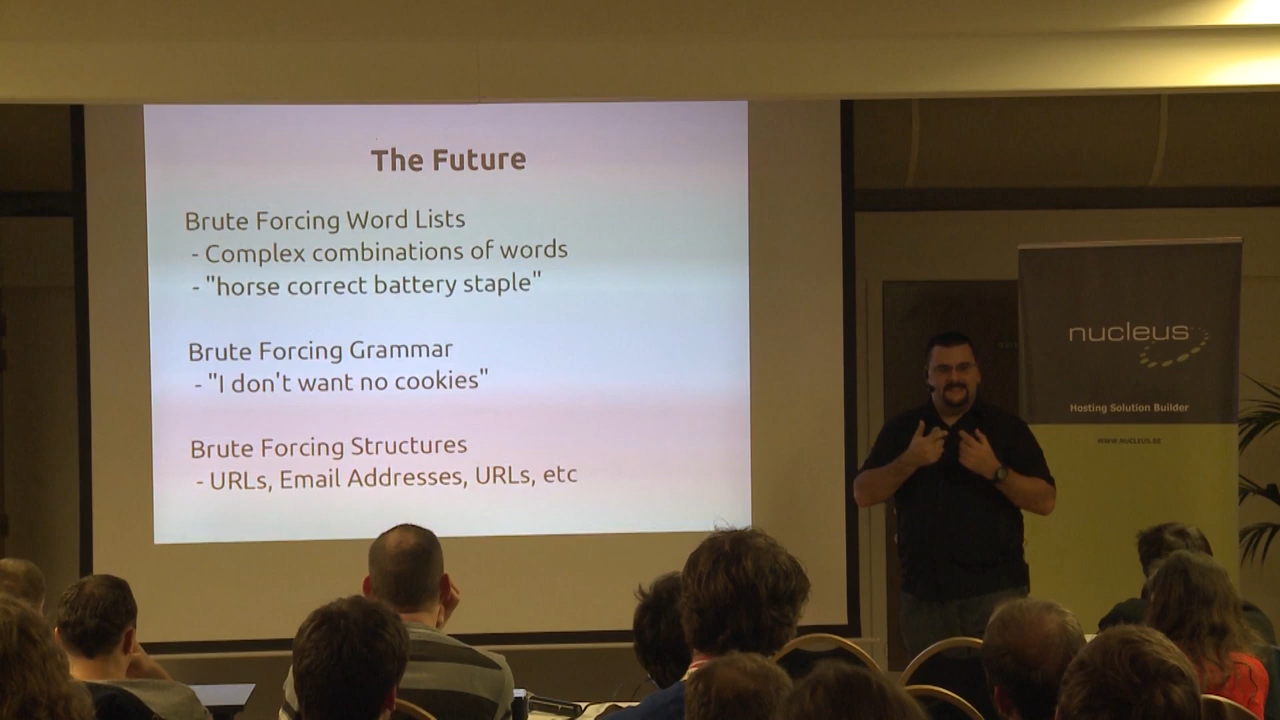 The Future
Brute Forcing Word Lists
- Complex combinations of words
- "horse correct battery staple"
Brute Forcing Grammar
- "I don't want no cookies"
Brute Forcing Structures
- URLs, Email Addresses, URLs, etc
nucleus
Hosting Solution Builder
WWW.NUCLEUS.BE